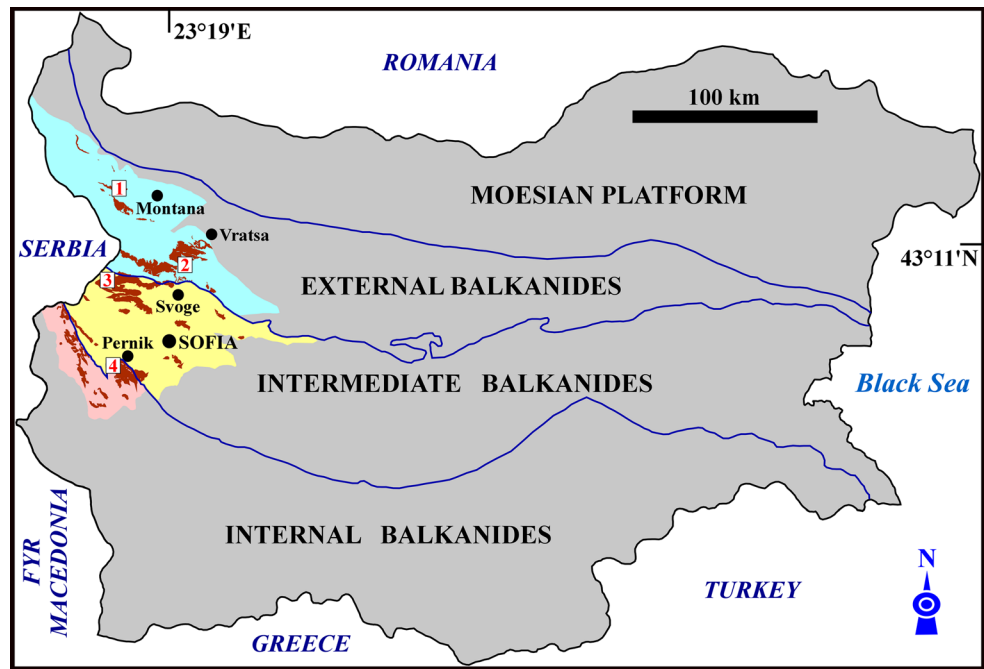 23°19'E
ROMANIA
100 km
1
Montana
MOESIAN PLATFORM
Vratsa
SERBIA
43°11'N
2
3
EXTERNAL BALKANIDES
Svoge
Pernik
SOFIA
4
INTERMEDIATE BALKANIDES
Black Sea
FYR
MACEDONIA
INTERNAL BALKANIDES
N
TURKEY
GREECE